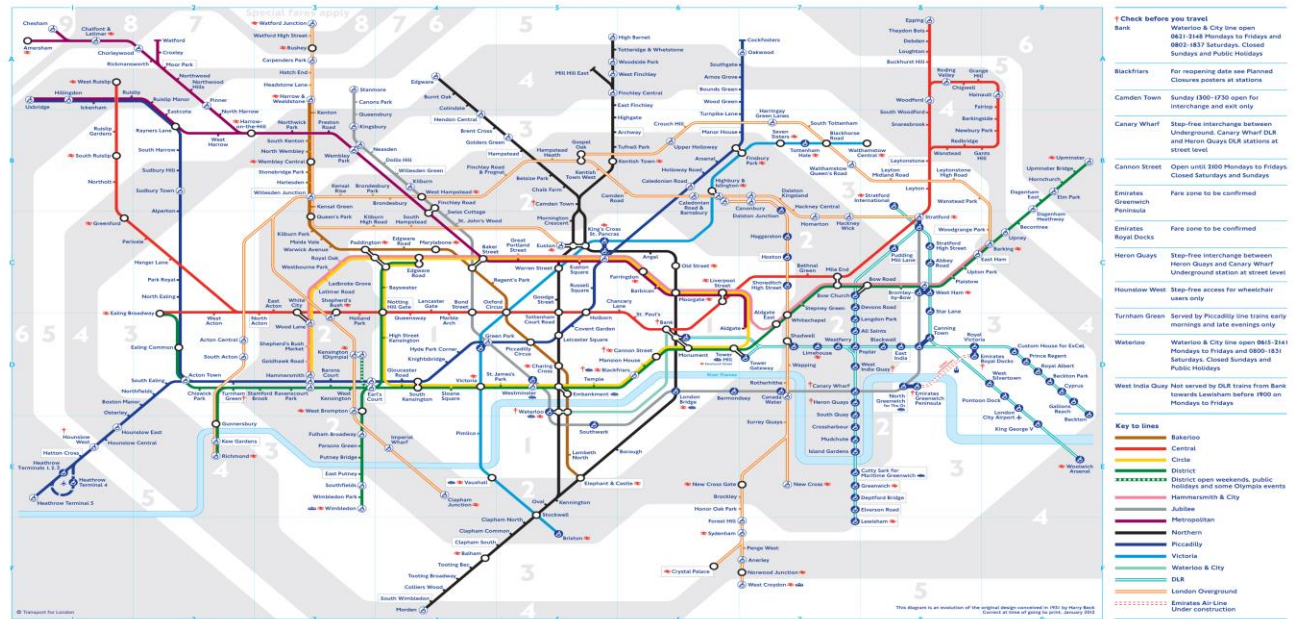 Special fares apply
Chesham
Chalfont & Latimer
Amersham
Chorleywood
Rickmansworth
Watford
Croxley
Moor Park
Northwood
Northwood Hills
Pinner
North Harrow
Harrow-on-the-Hill
Northwick Park
Preston Road
Wembley Park
Watford Junction
Watford High Street
Bushey
Carpenders Park
Hatch End
Headstone Lane
Harrow & Wealdstone
Kenton
South Kenton
North Wembley
Wembley Central
Stonebridge Park
Harlesden
Willesden Junction
Kensal Green
Queen's Park
Kilburn Park
Maida Vale
Warwick Avenue
Paddington
West Ruislip
Uxbridge
Hillingdon
Ickenham
Ruislip
Ruislip Manor
Eastcote
Rayners Lane
West Harrow
Ruislip Gardens
South Ruislip
Northolt
Greenford
Perivale
Hanger Lane
South Harrow
Sudbury Hill
Sudbury Town
Alperton
Park Royal
North Ealing
Ealing Broadway
Ealing Common
West Acton
North Acton
East Acton
White City
Acton Central
South Acton
Acton Town
South Ealing
Northfields
Boston Manor
Osterley
Hounslow East
Hounslow Central
Hounslow West
Hatton Cross
Heathrow Terminals 1, 2, 3
Heathrow Terminal 4
Heathrow Terminal 5
Stanmore
Canons Park
Queensbury
Kingsbury
Neasden
Dollis Hill
Willesden Green
Kilburn
West Hampstead
Finchley Road
Swiss Cottage
St. John's Wood
Edgware
Burnt Oak
Colindale
Hendon Central
Brent Cross
Golders Green
Hampstead
Belsize Park
Chalk Farm
Camden Town
Mornington Crescent
Euston
High Barnet
Totteridge & Whetstone
Woodside Park
West Finchley
Mill Hill East
Finchley Central
East Finchley
Highgate
Archway
Tufnell Park
Kentish Town
Cockfosters
Oakwood
Southgate
Arnos Grove
Bounds Green
Wood Green
Turnpike Lane
Manor House
Finsbury Park
Arsenal
Holloway Road
Caledonian Road
King's Cross St. Pancras
Epping
Theydon Bois
Debden
Loughton
Buckhurst Hill
Roding Valley
Chigwell
Grange Hill
Hainault
Fairlop
Barkingside
Newbury Park
Gants Hill
Redbridge
Wanstead
Woodford
South Woodford
Snaresbrook
Leytonstone
Leyton
Stratford
Upminster
Upminster Bridge
Hornchurch
Elm Park
Dagenham East
Dagenham Heathway
Becontree
Upney
Barking
East Ham
Upton Park
Plaistow
West Ham
Bromley-by-Bow
Bow Road
Mile End
Stepney Green
Whitechapel
Aldgate East
Kensal Rise
Brondesbury Park
Brondesbury
Kilburn High Road
South Hampstead
Finchley Road & Frognal
Hampstead Heath
Gospel Oak
Kentish Town West
Camden Road
Upper Holloway
Crouch Hill
Harringay Green Lanes
Seven Sisters
South Tottenham
Tottenham Hale
Blackhorse Road
Walthamstow Central
Walthamstow Queen's Road
Leyton Midland Road
Leytonstone High Road
Wanstead Park
Woodgrange Park
Highbury & Islington
Caledonian Road & Barnsbury
Canonbury
Dalston Kingsland
Dalston Junction
Hackney Central
Homerton
Hackney Wick
Haggerston
Hoxton
Shoreditch High Street
Stratford International
Stratford High Street
Abbey Road
Pudding Mill Lane
Bow Church
Devons Road
Langdon Park
All Saints
Star Lane
Canning Town
Royal Victoria
Custom House for ExCeL
Prince Regent
Royal Albert
Beckton Park
Cyprus
Gallions Reach
Beckton
West Silvertown
Pontoon Dock
London City Airport
King George V
Woolwich Arsenal
Emirates Royal Docks
Emirates Greenwich Peninsula
North Greenwich for The O2
Edgware Road
Marylebone
Baker Street
Great Portland Street
Warren Street
Regent's Park
Euston Square
Russell Square
Goodge Street
Tottenham Court Road
Holborn
Chancery Lane
Covent Garden
Leicester Square
Angel
Farringdon
Barbican
Old Street
Moorgate
Liverpool Street
Bethnal Green
St. Paul's
Bank
Aldgate
Monument
Tower Hill
Tower Gateway
Fenchurch Street
Cannon Street
Mansion House
Blackfriars
Temple
Embankment
Charing Cross
Piccadilly Circus
Oxford Circus
Bond Street
Marble Arch
Lancaster Gate
Queensway
Notting Hill Gate
Bayswater
Edgware Road
Royal Oak
Westbourne Park
Ladbroke Grove
Latimer Road
Shepherd's Bush
Holland Park
Wood Lane
Shepherd's Bush Market
Goldhawk Road
Hammersmith
Kensington (Olympia)
High Street Kensington
Barons Court
Gloucester Road
Earl's Court
South Kensington
Sloane Square
Knightsbridge
Hyde Park Corner
Green Park
Victoria
St. James's Park
Westminster
Waterloo
Southwark
London Bridge
Bermondsey
Canada Water
Rotherhithe
Wapping
Shadwell
Limehouse
Westferry
Poplar
Blackwall
East India
West India Quay
Canary Wharf
Heron Quays
South Quay
Crossharbour
Mudchute
Island Gardens
Cutty Sark for Maritime Greenwich
Greenwich
Deptford Bridge
Elverson Road
Lewisham
River Thames
Chiswick Park
Turnham Green
Stamford Brook
Ravenscourt Park
Gunnersbury
Kew Gardens
Richmond
West Kensington
West Brompton
Fulham Broadway
Parsons Green
Putney Bridge
East Putney
Southfields
Wimbledon Park
Wimbledon
Imperial Wharf
Clapham Junction
Pimlico
Vauxhall
Stockwell
Brixton
Lambeth North
Elephant & Castle
Borough
Kennington
Oval
Clapham North
Clapham Common
Clapham South
Balham
Tooting Bec
Tooting Broadway
Colliers Wood
South Wimbledon
Morden
Surrey Quays
New Cross Gate
New Cross
Brockley
Honor Oak Park
Forest Hill
Sydenham
Crystal Palace
Penge West
Anerley
Norwood Junction
West Croydon
© Transport for London
This diagram is an evolution of the original design conceived in 1931 by Harry Beck
Correct at time of going to print, January 2012
† Check before you travel
Bank
Waterloo & City line open
0621-2148 Mondays to Fridays and
0802-1837 Saturdays. Closed
Sundays and Public Holidays
Blackfriars
For reopening date see Planned
Closures posters at stations
Camden Town
Sunday 1300-1730 open for
interchange and exit only
Canary Wharf
Step-free interchange between
Underground, Canary Wharf DLR
and Heron Quays DLR stations at
street level
Cannon Street
Open until 2100 Mondays to Fridays.
Closed Saturdays and Sundays
Emirates
Greenwich
Peninsula
Fare zone to be confirmed
Emirates
Royal Docks
Fare zone to be confirmed
Heron Quays
Step-free interchange between
Heron Quays and Canary Wharf
Underground station at street level
Hounslow West
Step-free access for wheelchair
users only
Turnham Green
Served by Piccadilly line trains early
mornings and late evenings only
Waterloo
Waterloo & City line open 0615-2141
Mondays to Fridays and 0800-1831
Saturdays. Closed Sundays and
Public Holidays
West India Quay
Not served by DLR trains from Bank
towards Lewisham before 1900 on
Mondays to Fridays
Key to lines
Bakerloo
Central
Circle
District
District open weekends, public
holidays and some Olympia events
Hammersmith & City
Jubilee
Metropolitan
Northern
Piccadilly
Victoria
Waterloo & City
DLR
London Overground
Emirates Air-Line
Under construction